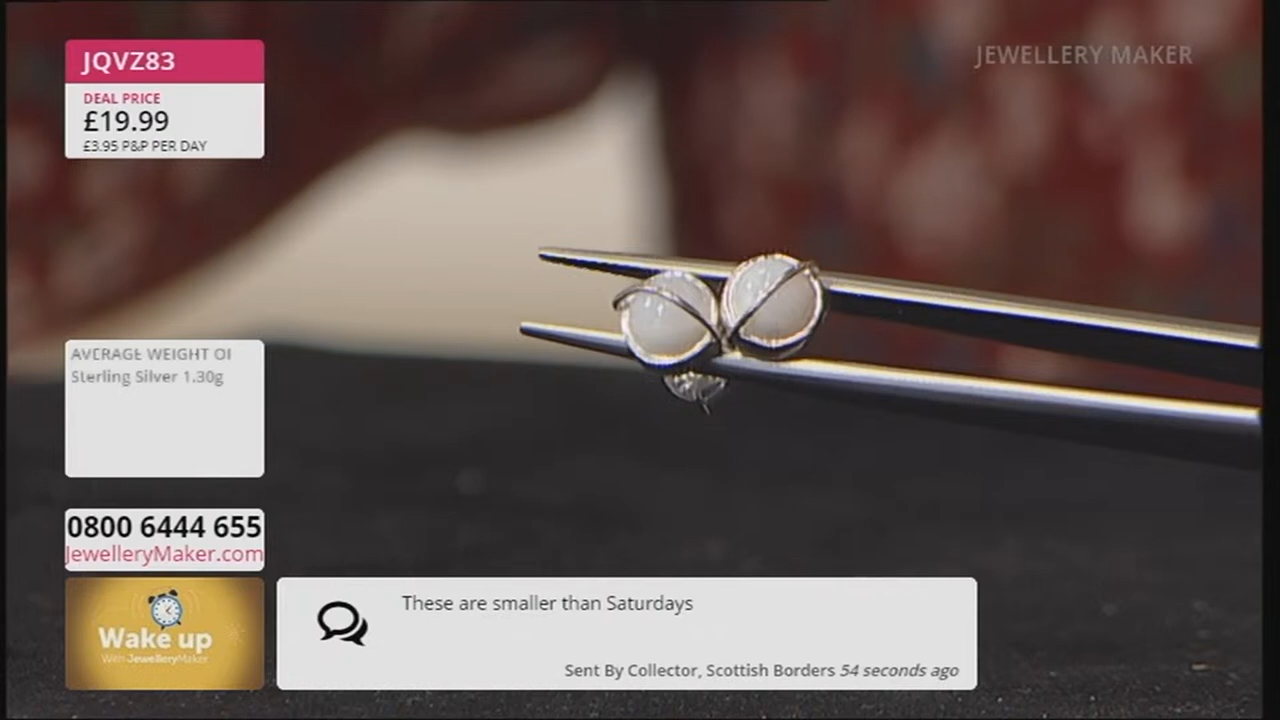 JQVZ83
DEAL PRICE
£19.99
£3.95 P&P PER DAY
JEWELLERY MAKER
AVERAGE WEIGHT OF
Sterling Silver 1.30g
0800 6444 655
JewelleryMaker.com
Wake up
With JewelleryMaker
These are smaller than Saturdays
Sent By Collector, Scottish Borders 54 seconds ago